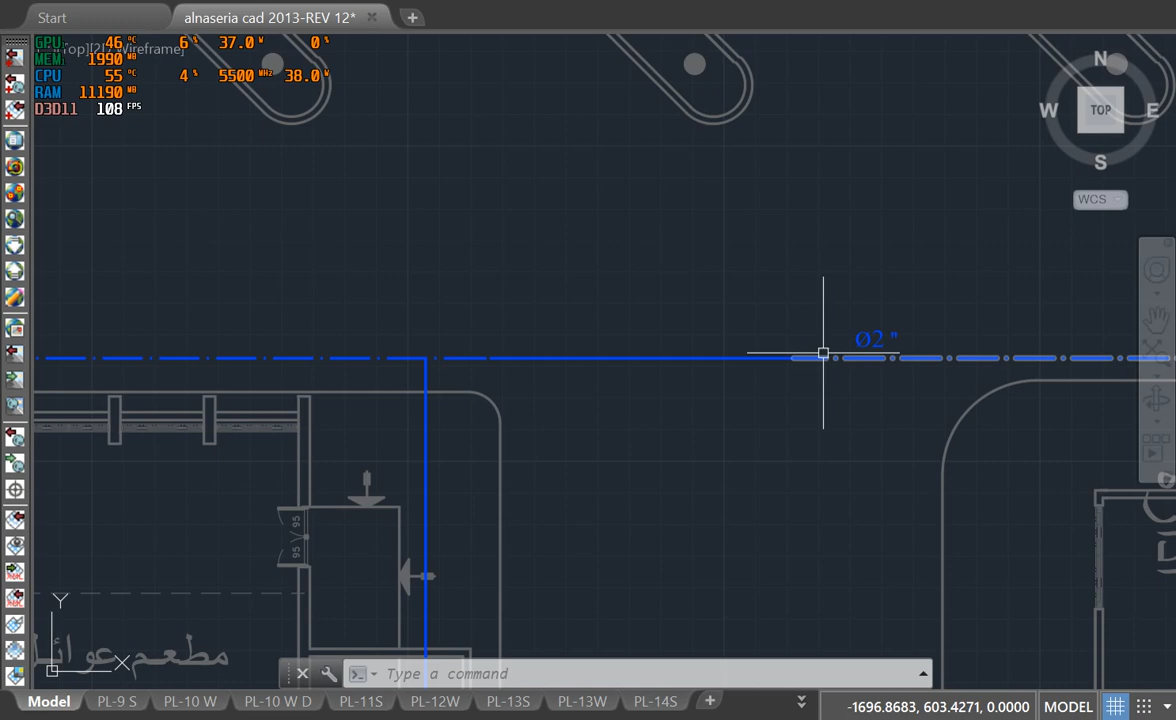 Start alnaseria cad 2013-REV 12*
Top][2D Wireframe]
GPU 46 °C 6 % 37.0 W 0 %
MEM 1990 MB
CPU 55 °C 4 % 5500 MHz 38.0 W
RAM 11190 MB
D3D11 108 FPS
N
W TOP E
S
WCS
Ø2 "
95
95
Y
X
مطعم عوائل
Type a command
Model PL-9 S PL-10 W PL-10 W D PL-11S PL-12W PL-13S PL-13W PL-14S
-1696.8683, 603.4271, 0.0000 MODEL